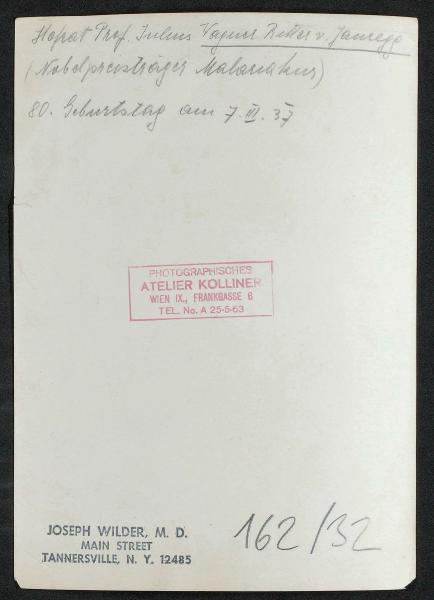 Hofrat Prof. Julius Wagner Ritter v. Jauregg
(Nobelpreisträger Malariakur)
80. Geburtstag am 7. III. 37
PHOTOGRAPHISCHES
ATELIER KOLLINER
WIEN IX., FRANKGASSE 6
TEL. No. A 25-5-63
162/32
JOSEPH WILDER, M. D.
MAIN STREET
TANNERSVILLE, N. Y. 12485